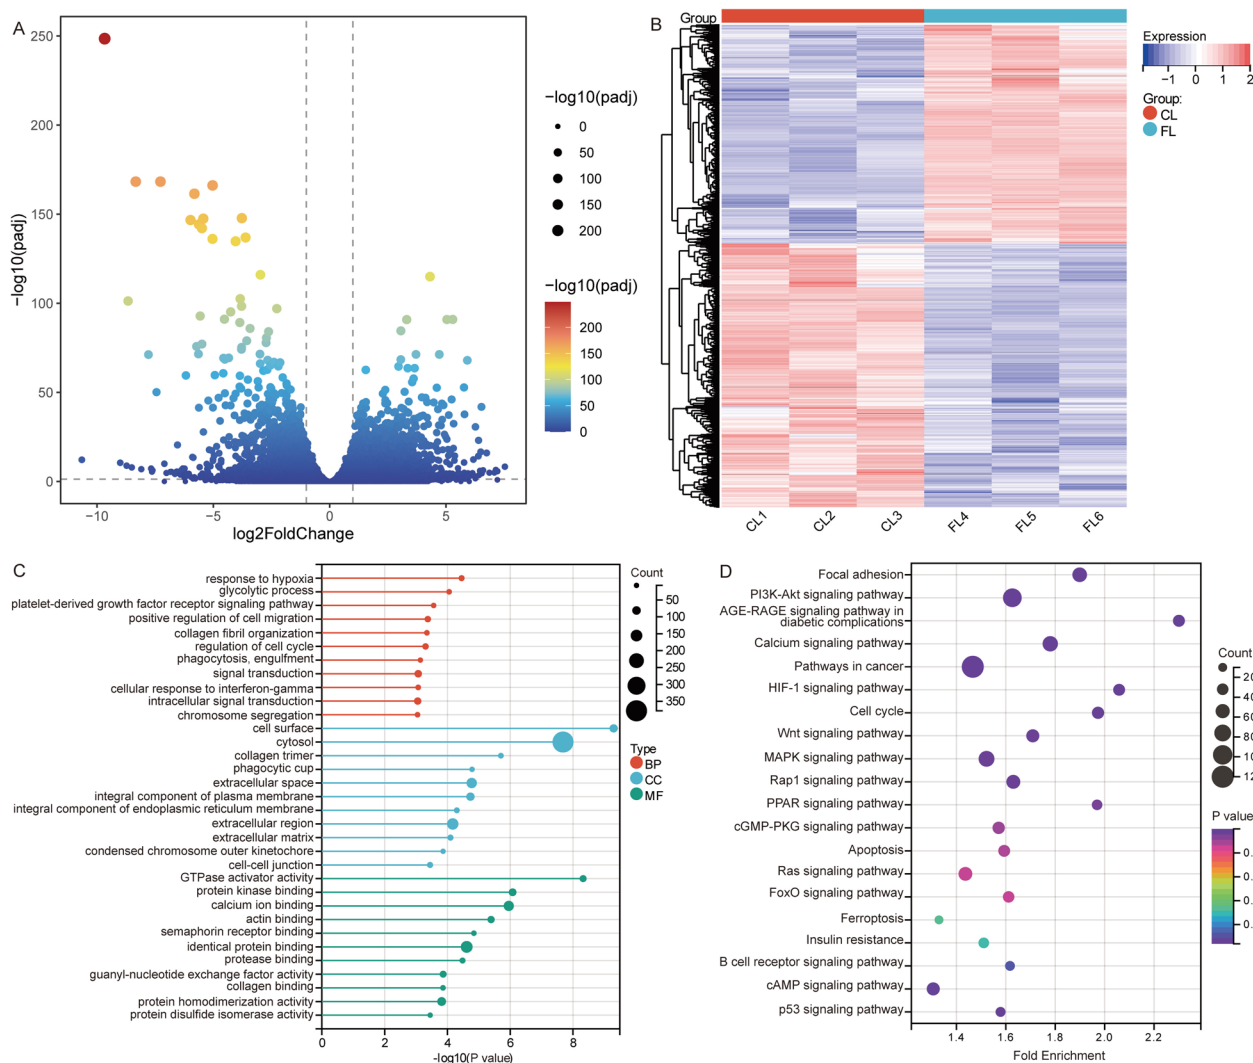 A
250
200
150
100
50
0
−log10(padj)
−10
−5
0
5
log2FoldChange
−log10(padj)
0
50
100
150
200
−log10(padj)
200
150
100
50
0
B
Group
CL1
CL2
CL3
FL4
FL5
FL6
Expression
−1
0
1
2
Group:
CL
FL
C
response to hypoxia
glycolytic process
platelet-derived growth factor receptor signaling pathway
positive regulation of cell migration
collagen fibril organization
regulation of cell cycle
phagocytosis, engulfment
signal transduction
cellular response to interferon-gamma
intracellular signal transduction
chromosome segregation
cell surface
cytosol
collagen trimer
phagocytic cup
extracellular space
integral component of plasma membrane
integral component of endoplasmic reticulum membrane
extracellular region
extracellular matrix
condensed chromosome outer kinetochore
cell-cell junction
GTPase activator activity
protein kinase binding
calcium ion binding
actin binding
semaphorin receptor binding
identical protein binding
protease binding
guanyl-nucleotide exchange factor activity
collagen binding
protein homodimerization activity
protein disulfide isomerase activity
0
2
4
6
8
-log10(P value)
Count
50
100
150
200
250
300
350
Type
BP
CC
MF
D
Focal adhesion
PI3K-Akt signaling pathway
AGE-RAGE signaling pathway in
diabetic complications
Calcium signaling pathway
Pathways in cancer
HIF-1 signaling pathway
Cell cycle
Wnt signaling pathway
MAPK signaling pathway
Rap1 signaling pathway
PPAR signaling pathway
cGMP-PKG signaling pathway
Apoptosis
Ras signaling pathway
FoxO signaling pathway
Ferroptosis
Insulin resistance
B cell receptor signaling pathway
cAMP signaling pathway
p53 signaling pathway
1.4
1.6
1.8
2.0
2.2
Fold Enrichment
Count
20
40
60
80
10
12
P value
0.
0.
0.
0.